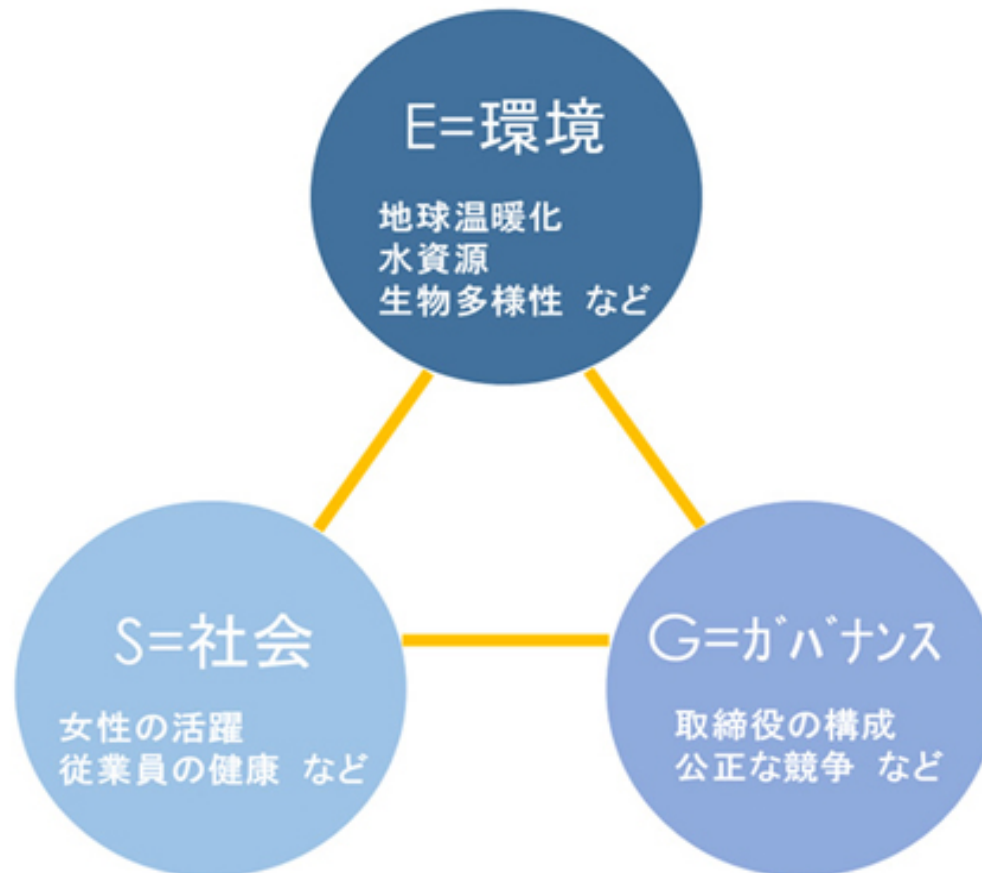 E=環境
地球温暖化
水資源
生物多様性 など
S=社会
女性の活躍
従業員の健康 など
G=ガバナンス
取締役の構成
公正な競争 など